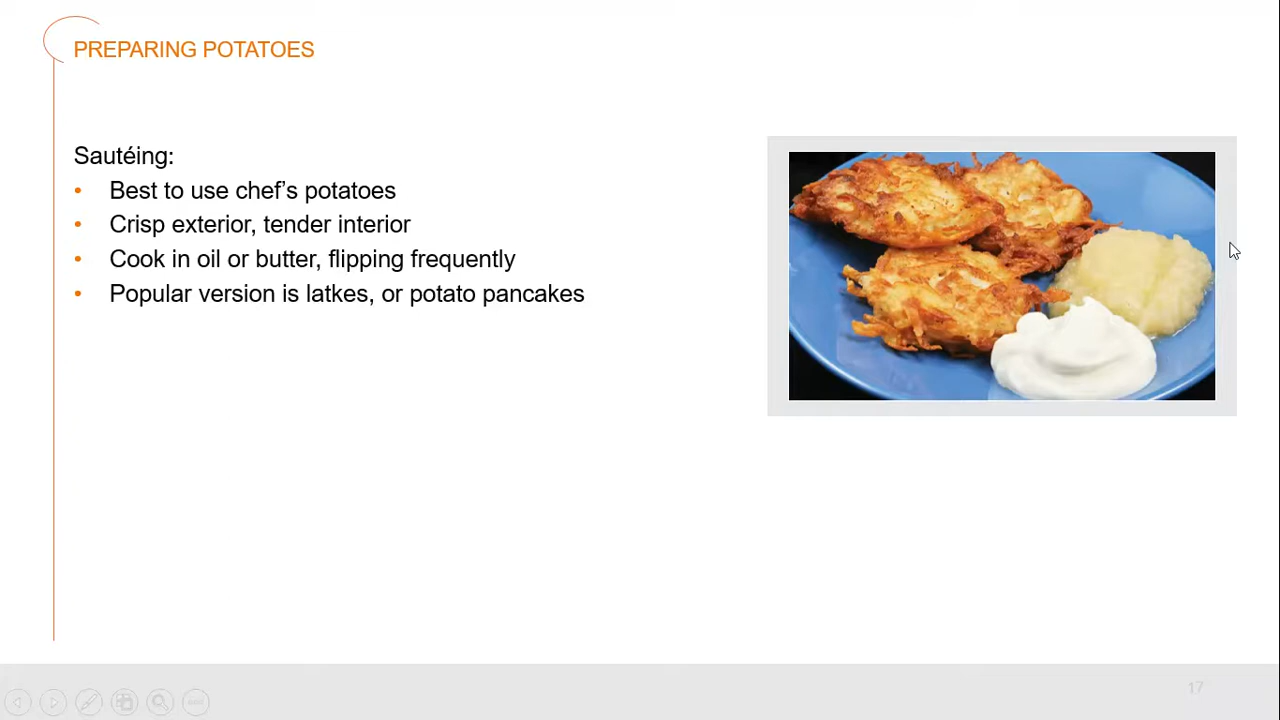 PREPARING POTATOES
Sautéing:
• Best to use chef’s potatoes
• Crisp exterior, tender interior
• Cook in oil or butter, flipping frequently
• Popular version is latkes, or potato pancakes
17